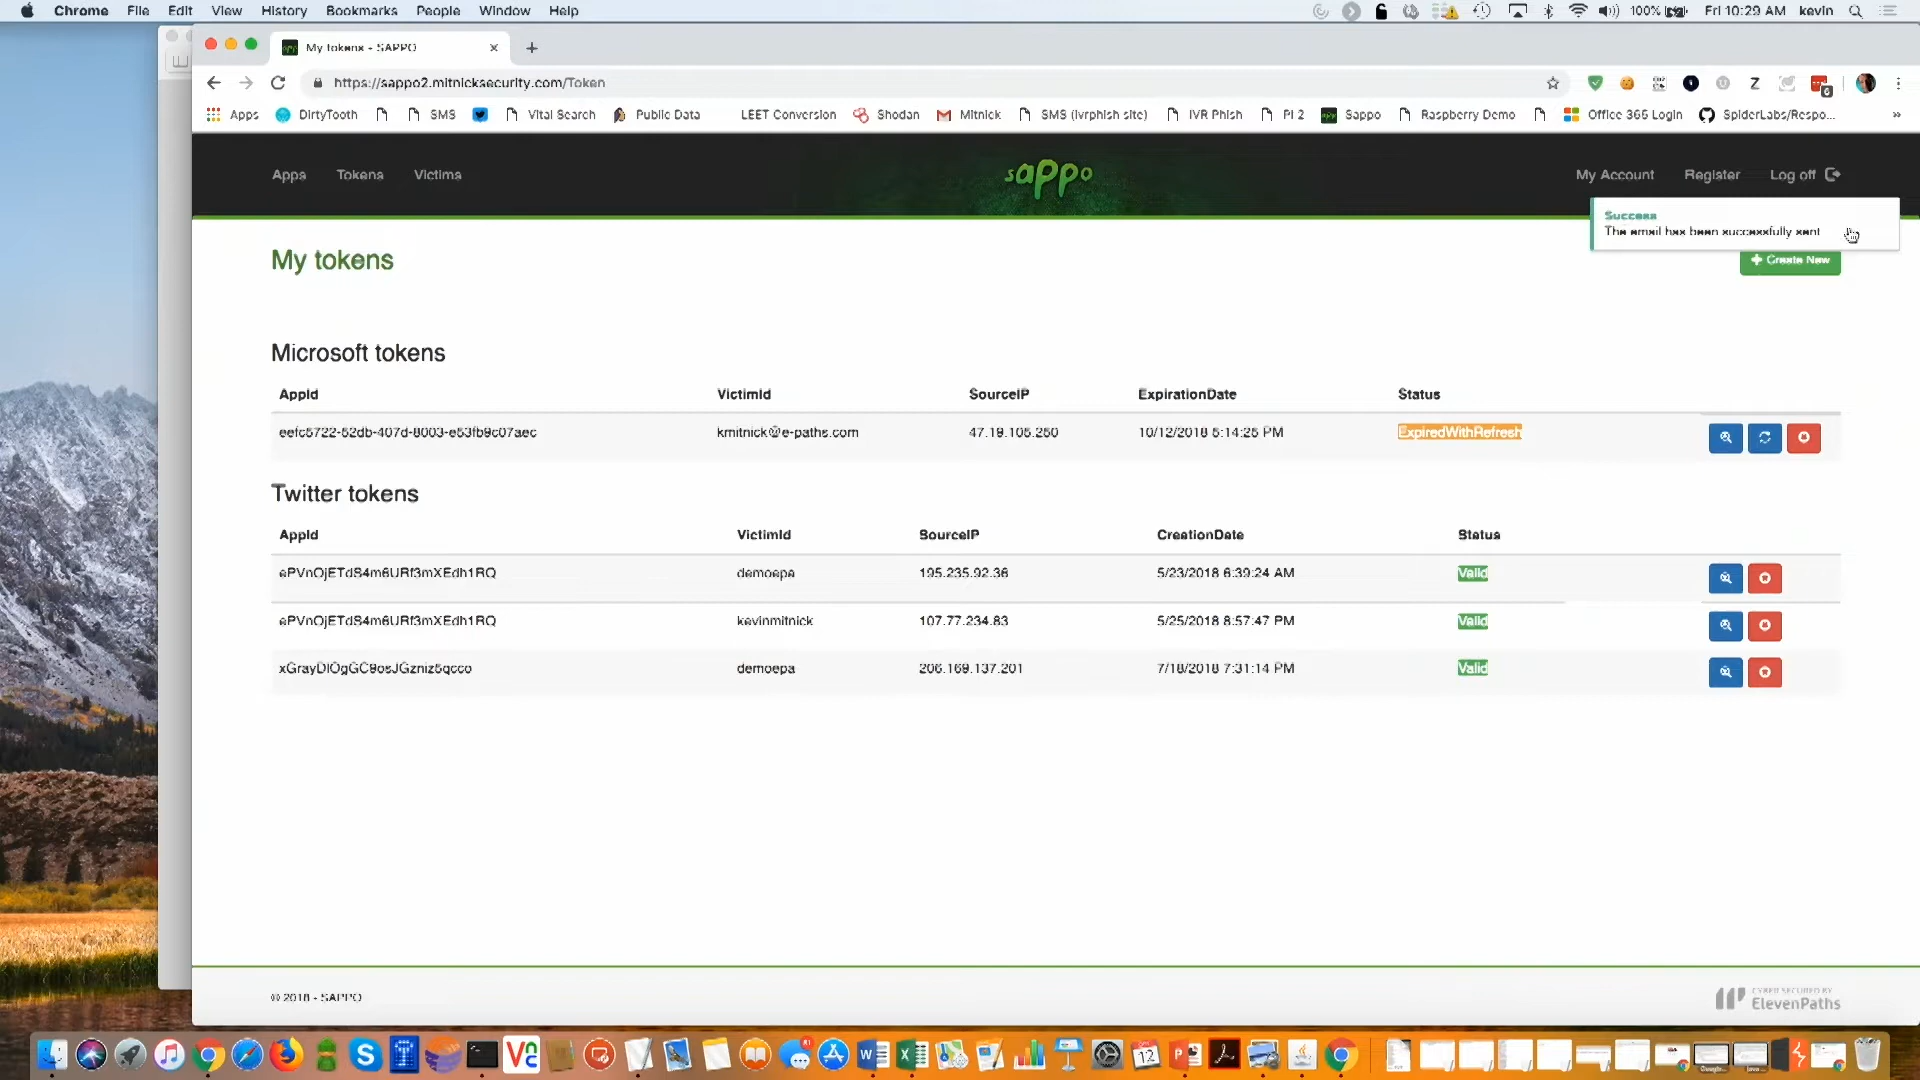 Chrome File Edit View History Bookmarks People Window Help 100% Fri 10:29 AM kevin
My tokens - SAPPO
https://sappo2.mitnicksecurity.com/Token
Apps DirtyTooth SMS Vital Search Public Data LEET Conversion Shodan Mitnick SMS (ivrphish site) IVR Phish PI 2 Sappo Raspberry Demo Office 365 Login SpiderLabs/Respo... »
Apps Tokens Victims sappo My Account Register Log off
Success
The email has been successfully sent
My tokens
+ Create New
Microsoft tokens
AppId VictimId SourceIP ExpirationDate Status
eefc5722-52db-407d-8003-e53fb9c07aec kmitnick@e-paths.com 47.19.105.250 10/12/2018 5:14:25 PM ExpiredWithRefresh
Twitter tokens
AppId VictimId SourceIP CreationDate Status
ePVnOjETdS4m6URf3mXEdh1RQ demoepa 195.235.92.36 5/23/2018 6:39:24 AM Valid
ePVnOjETdS4m6URf3mXEdh1RQ kevinmitnick 107.77.234.83 5/25/2018 8:57:47 PM Valid
xGrayDIOgGC9osJGzniz5qcco demoepa 206.169.137.201 7/18/2018 7:31:14 PM Valid
© 2018 - SAPPO
CYBER SECURITY BY
ElevenPaths